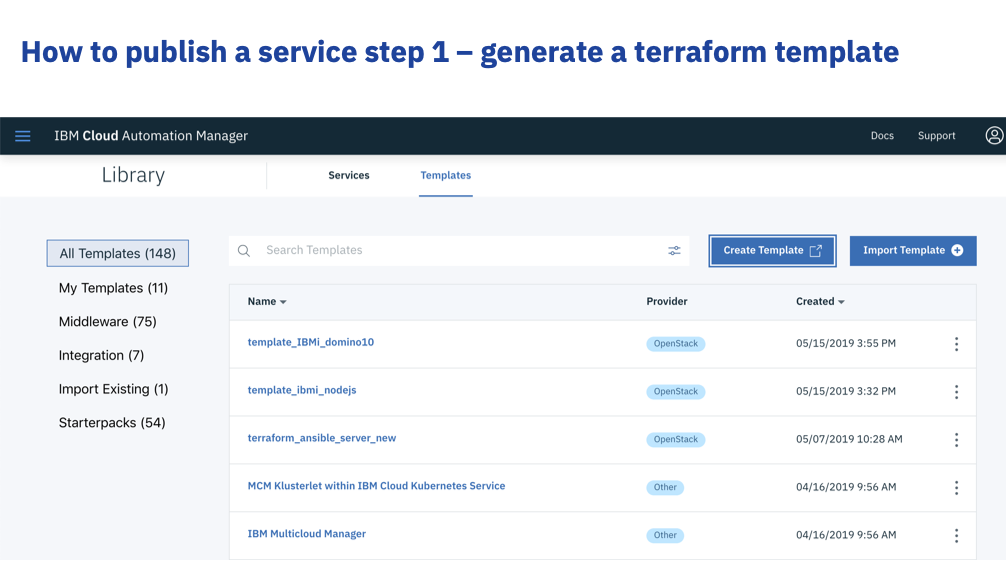 How to publish a service step 1 – generate a terraform template
IBM Cloud Automation Manager
Docs
Support
Library
Services
Templates
All Templates (148)
My Templates (11)
Middleware (75)
Integration (7)
Import Existing (1)
Starterpacks (54)
Search Templates
Create Template
Import Template
Name Provider Created
template_IBMi_domino10 OpenStack 05/15/2019 3:55 PM
template_ibmi_nodejs OpenStack 05/15/2019 3:32 PM
terraform_ansible_server_new OpenStack 05/07/2019 10:28 AM
MCM Klusterlet within IBM Cloud Kubernetes Service Other 04/16/2019 9:56 AM
IBM Multicloud Manager Other 04/16/2019 9:56 AM